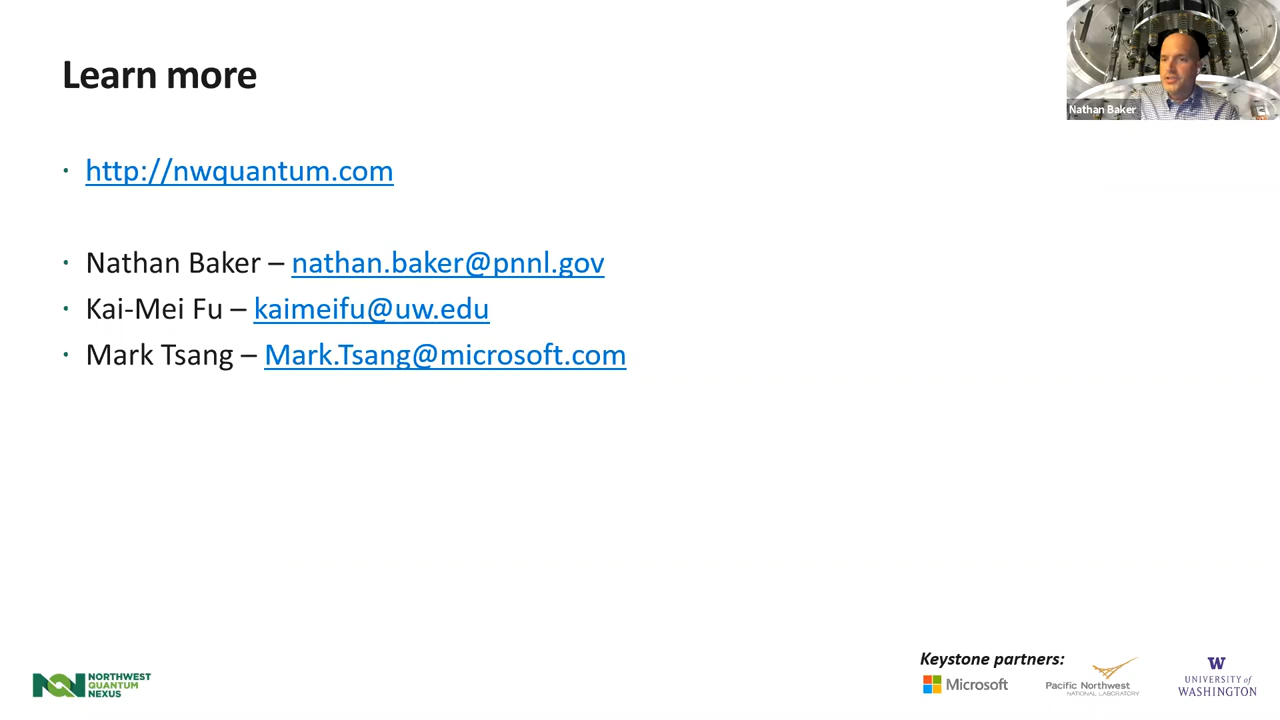 Learn more
Nathan Baker
· http://nwquantum.com
· Nathan Baker – nathan.baker@pnnl.gov
· Kai-Mei Fu – kaimeifu@uw.edu
· Mark Tsang – Mark.Tsang@microsoft.com
NORTHWEST
QUANTUM
NEXUS
Keystone partners:
Microsoft
Pacific Northwest
NATIONAL LABORATORY
W
UNIVERSITY of
WASHINGTON